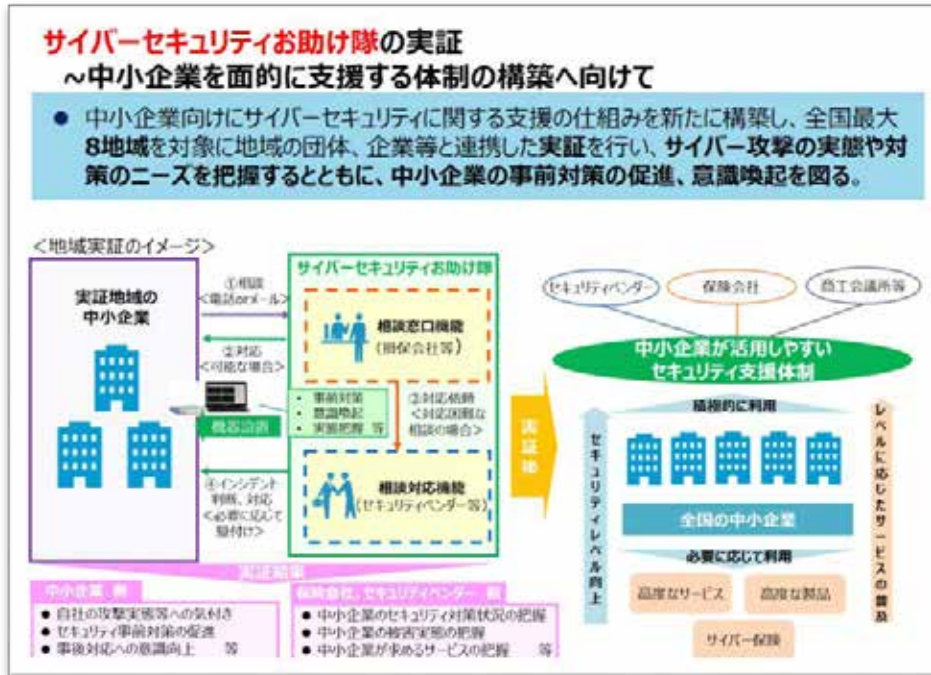 サイバーセキュリティお助け隊の実証
～中小企業を面的に支援する体制の構築へ向けて
● 中小企業向けにサイバーセキュリティに関する支援の仕組みを新たに構築し、全国最大
8地域を対象に地域の団体、企業等と連携した実証を行い、サイバー攻撃の実態や対
策のニーズを把握するとともに、中小企業の事前対策の促進、意識喚起を図る。
＜地域実証のイメージ＞
実証地域の
中小企業
①相談
＜電話orメール＞
②対応
＜可能な場合＞
機器設置
④インシデント
判断、対応
＜必要に応じて
駆付け＞
サイバーセキュリティお助け隊
相談窓口機能
（損保会社等）
・ 事前対策
・ 意識喚起
・ 実態把握 等
③対応依頼
＜対応困難な
相談の場合＞
相談対応機能
（セキュリティベンダー等）
実証結果
中小企業 側
● 自社の攻撃実態等への気付き
● セキュリティ事前対策の促進
● 事後対応への意識向上 等
保険会社、セキュリティベンダー 側
● 中小企業のセキュリティ対策状況の把握
● 中小企業の被害実態の把握
● 中小企業が求めるサービスの把握 等
実証後
セキュリティベンダー
保険会社
商工会議所等
中小企業が活用しやすい
セキュリティ支援体制
積極的に利用
セキュリティレベル向上
レベルに応じたサービスの普及
全国の中小企業
必要に応じて利用
高度なサービス
高度な製品
サイバー保険